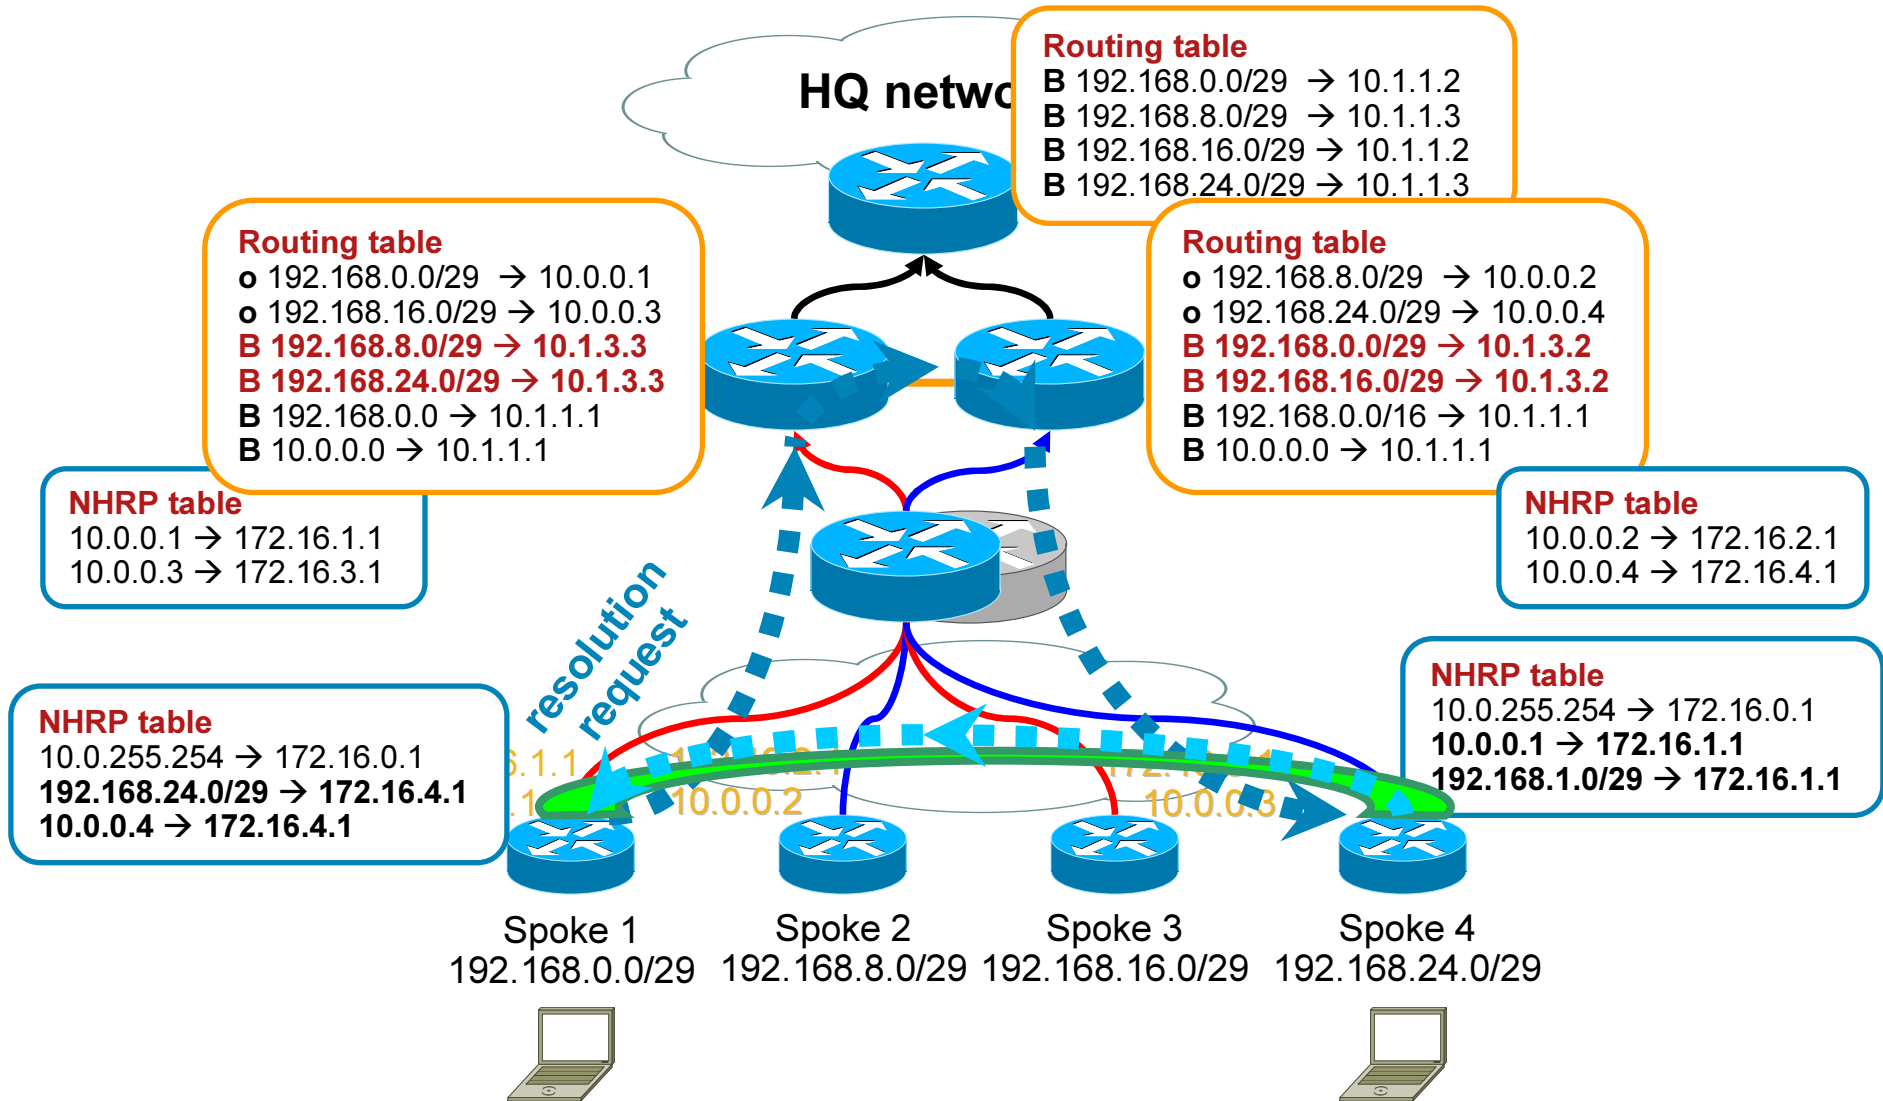 HQ netwo
Routing table
B 192.168.0.0/29 → 10.1.1.2
B 192.168.8.0/29 → 10.1.1.3
B 192.168.16.0/29 → 10.1.1.2
B 192.168.24.0/29 → 10.1.1.3
Routing table
o 192.168.0.0/29 → 10.0.0.1
o 192.168.16.0/29 → 10.0.0.3
B 192.168.8.0/29 → 10.1.3.3
B 192.168.24.0/29 → 10.1.3.3
B 192.168.0.0 → 10.1.1.1
B 10.0.0.0 → 10.1.1.1
Routing table
o 192.168.8.0/29 → 10.0.0.2
o 192.168.24.0/29 → 10.0.0.4
B 192.168.0.0/29 → 10.1.3.2
B 192.168.16.0/29 → 10.1.3.2
B 192.168.0.0/16 → 10.1.1.1
B 10.0.0.0 → 10.1.1.1
NHRP table
10.0.0.1 → 172.16.1.1
10.0.0.3 → 172.16.3.1
NHRP table
10.0.0.2 → 172.16.2.1
10.0.0.4 → 172.16.4.1
resolution
request
NHRP table
10.0.255.254 → 172.16.0.1
192.168.24.0/29 → 172.16.4.1
10.0.0.4 → 172.16.4.1
NHRP table
10.0.255.254 → 172.16.0.1
10.0.0.1 → 172.16.1.1
192.168.1.0/29 → 172.16.1.1
10.0.0.2
10.0.0.3
Spoke 1
192.168.0.0/29
Spoke 2
192.168.8.0/29
Spoke 3
192.168.16.0/29
Spoke 4
192.168.24.0/29